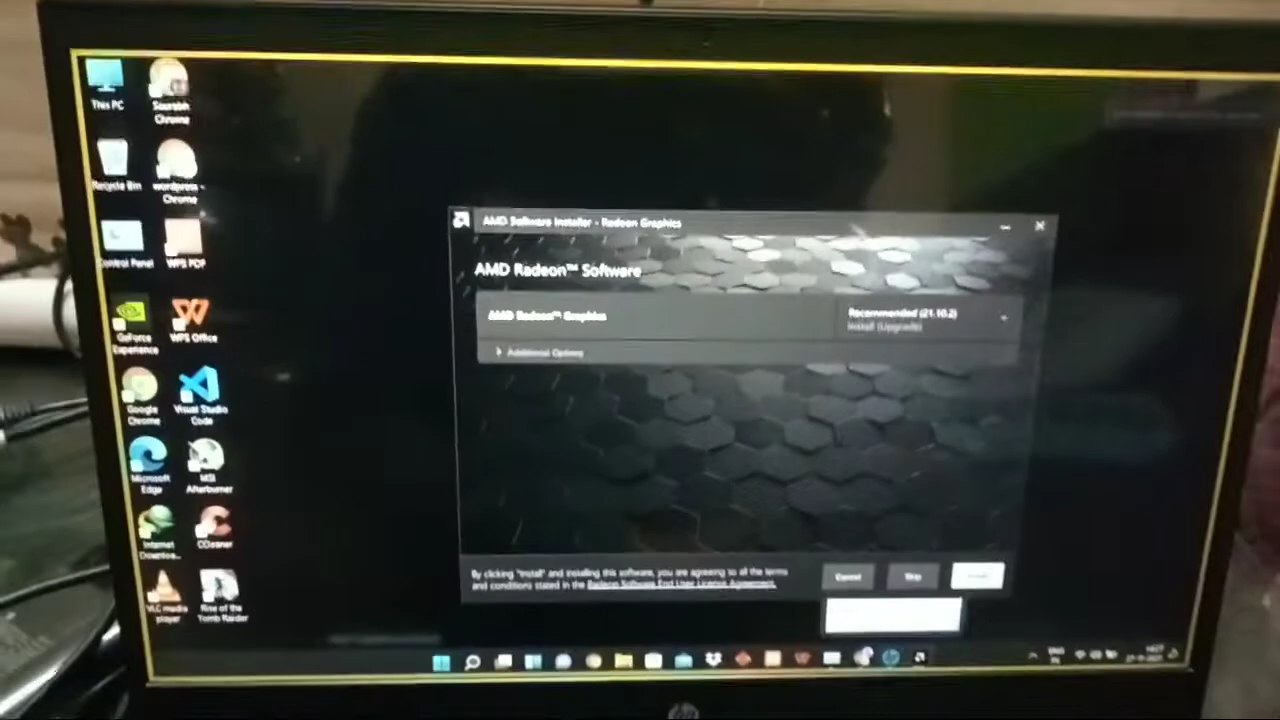 This PC
Sourabh
Chrome
Recycle Bin
wordpress -
Chrome
Control Panel
WPS PDF
GeForce
Experience
WPS Office
Google
Chrome
Visual Studio
Code
Microsoft
Edge
MSI
Afterburner
Internet
Downloa...
CCleaner
VLC media
player
Rise of the
Tomb Raider
AMD Software Installer - Radeon Graphics
AMD Radeon™ Software
AMD Radeon™ Graphics
Recommended (21.10.2)
Install (Upgrade)
Additional Options
By clicking "Install" and installing this software, you are agreeing to all the terms
and conditions stated in the Radeon Software End User License Agreement.
Cancel
Skip
ENG
hp